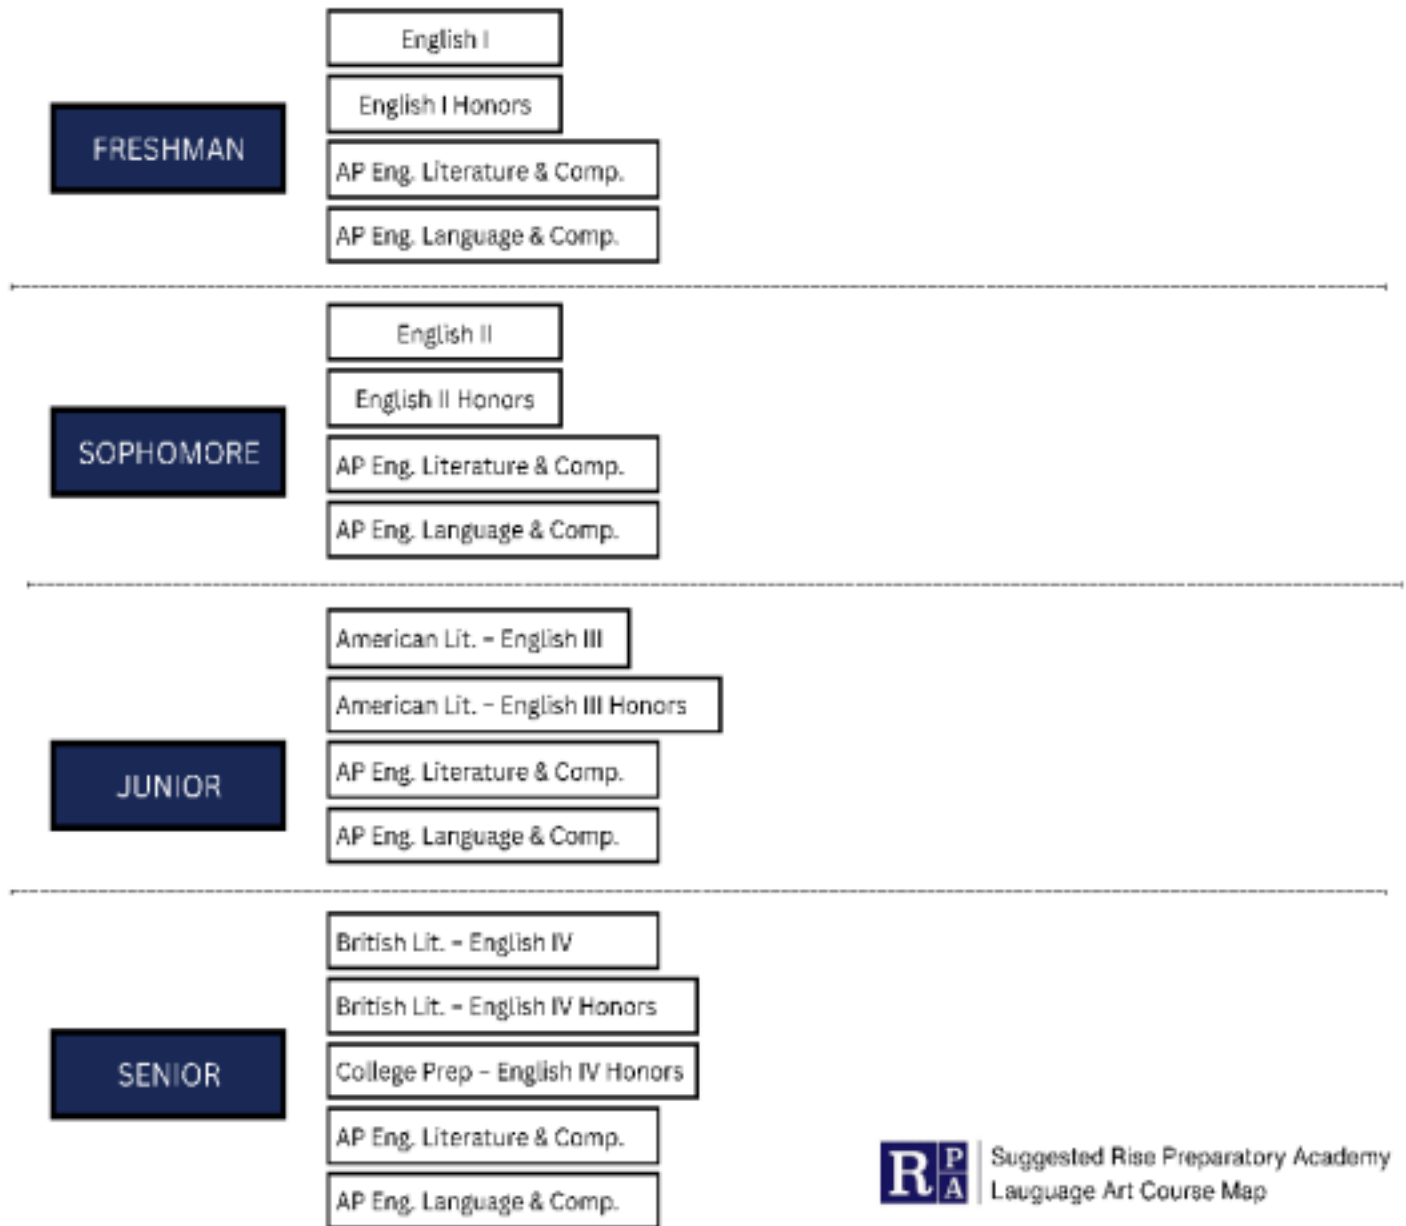 FRESHMAN
English I
English I Honors
AP Eng. Literature & Comp.
AP Eng. Language & Comp.
SOPHOMORE
English II
English II Honors
AP Eng. Literature & Comp.
AP Eng. Language & Comp.
JUNIOR
American Lit. – English III
American Lit. – English III Honors
AP Eng. Literature & Comp.
AP Eng. Language & Comp.
SENIOR
British Lit. – English IV
British Lit. – English IV Honors
College Prep – English IV Honors
AP Eng. Literature & Comp.
AP Eng. Language & Comp.
RPA
Suggested Rise Preparatory Academy
Lauguage Art Course Map